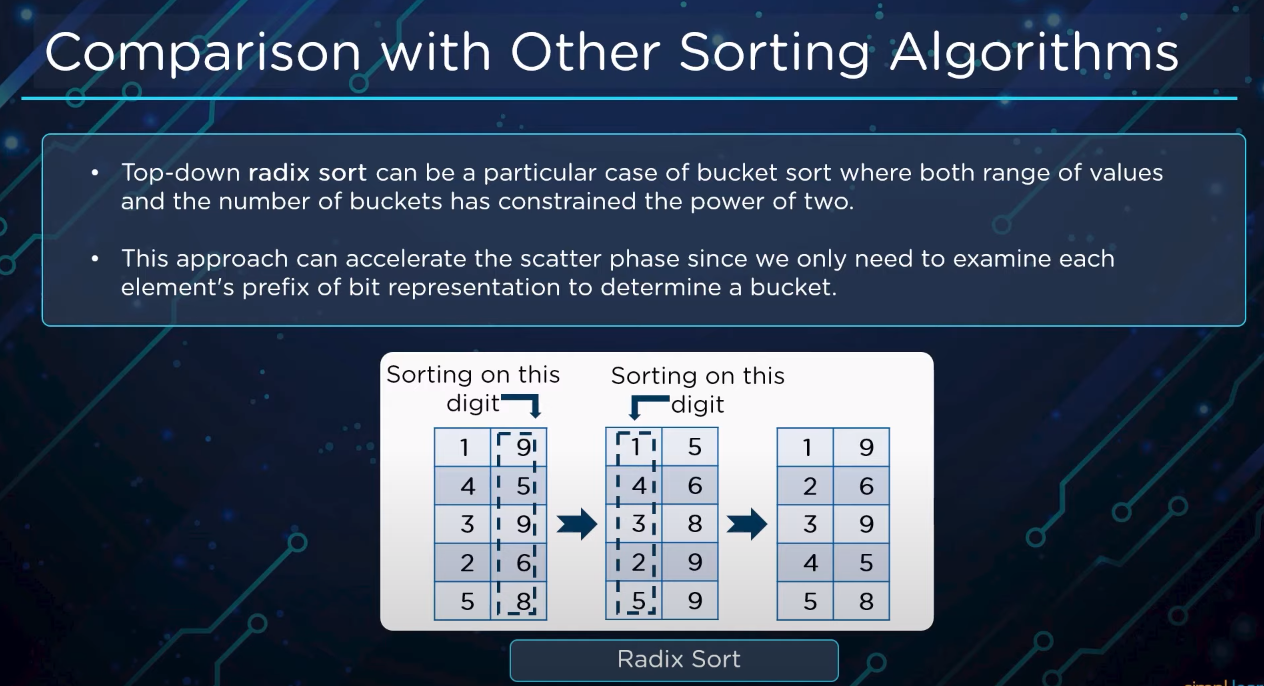 Comparison with Other Sorting Algorithms
• Top-down radix sort can be a particular case of bucket sort where both range of values
and the number of buckets has constrained the power of two.
• This approach can accelerate the scatter phase since we only need to examine each
element's prefix of bit representation to determine a bucket.
Sorting on this
digit
Sorting on this
digit
1 9
4 5
3 9
2 6
5 8
1 5
4 6
3 8
2 9
5 9
1 9
2 6
3 9
4 5
5 8
Radix Sort